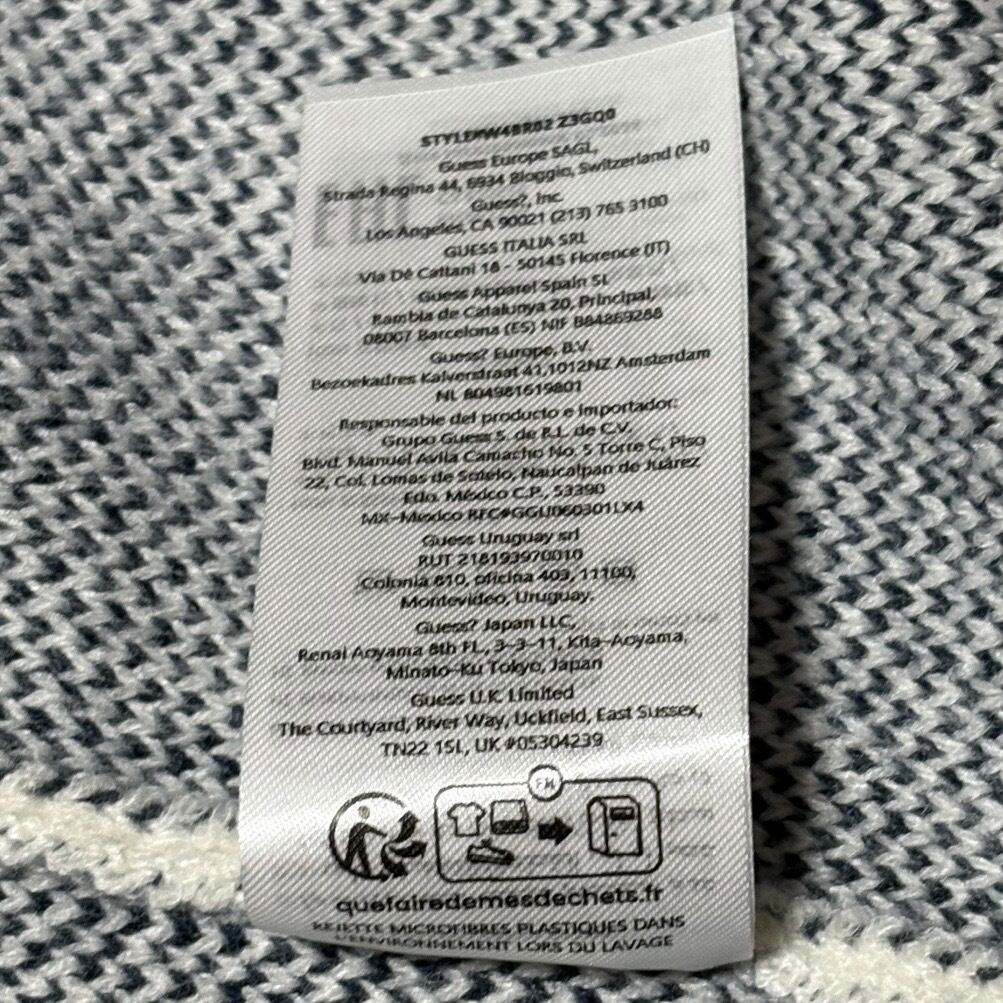 STYLE#W4BR02 Z3GQ0
Guess Europe SAGL,
Strada Regina 44, 6934 Bioggio, Switzerland (CH)
Guess?, Inc.
Los Angeles, CA 90021 (213) 765 3100
GUESS ITALIA SRL
Via Dè Cattani 18 - 50145 Florence (IT)
Guess Apparel Spain SL
Rambla de Catalunya 20, Principal,
08007 Barcelona (ES) NIF B84869288
Guess? Europe, B.V.
Bezoekadres Kalverstraat 41,1012NZ Amsterdam
NL 804981619B01
Responsable del producto e importador:
Grupo Guess S. de R.L. de C.V.
Blvd. Manuel Avila Camacho No. 5 Torre C, Piso
22, Col. Lomas de Sotelo, Naucalpan de Juárez
Edo. México C.P., 53390
MX-Mexico RFC#GGU060301LX4
Guess Uruguay srl
RUT 218193970010
Colonia 810, oficina 403, 11100,
Montevideo, Uruguay.
Guess? Japan LLC,
Renai Aoyama 8th FL, 3-3-11, Kita-Aoyama,
Minato-Ku Tokyo, Japan
Guess U.K. Limited
The Courtyard, River Way, Uckfield, East Sussex,
TN22 1SL, UK #05304239
FR
quefairedemesdechets.fr
REJETTE MICROFIBRES PLASTIQUES DANS
L'ENVIRONNEMENT LORS DU LAVAGE